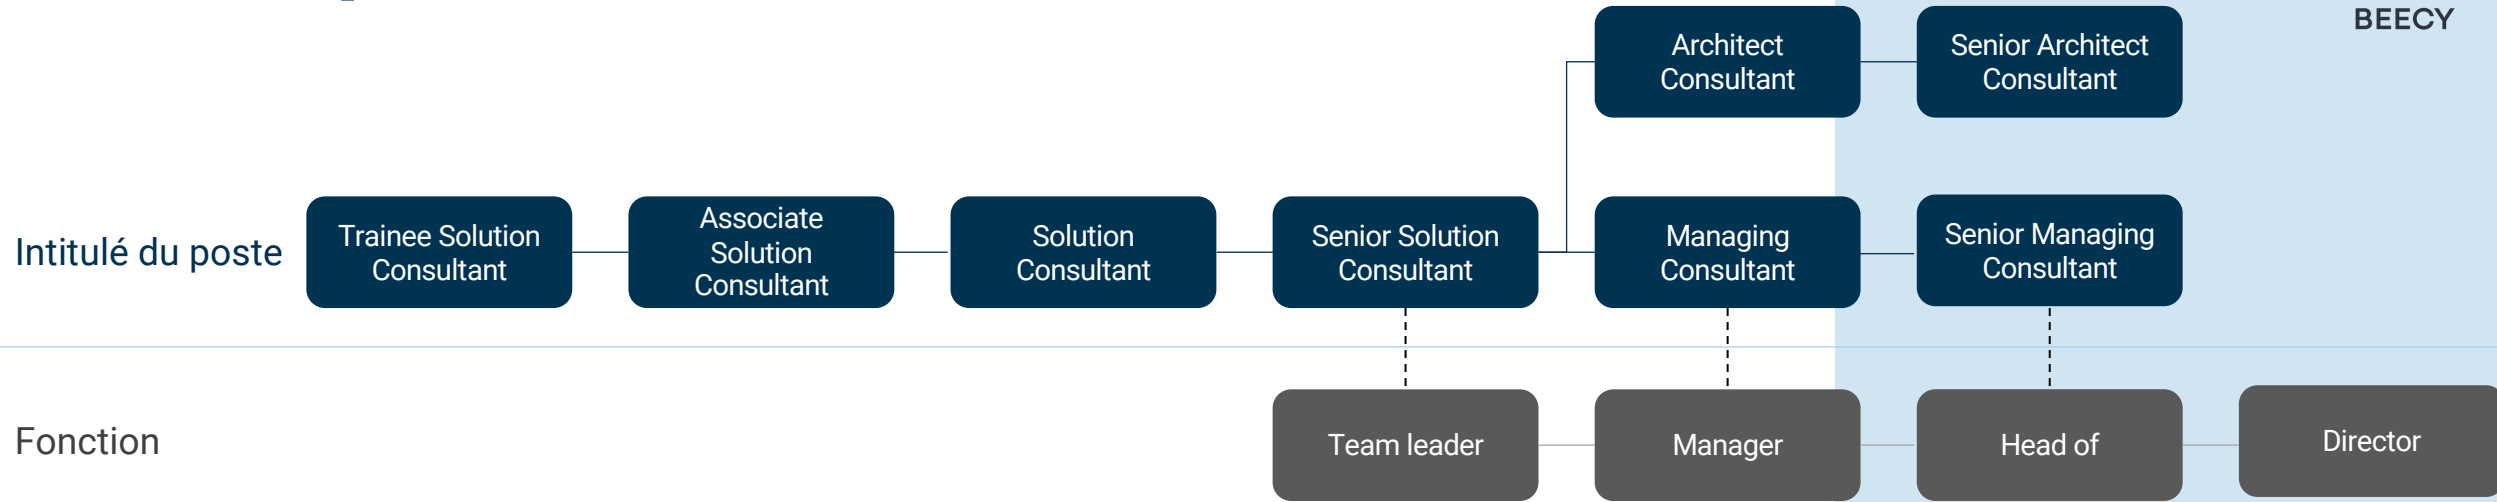 BEECY
Architect
Consultant
Senior Architect
Consultant
Intitulé du poste
Trainee Solution
Consultant
Associate
Solution
Consultant
Solution
Consultant
Senior Solution
Consultant
Managing
Consultant
Senior Managing
Consultant
Fonction
Team leader
Manager
Head of
Director